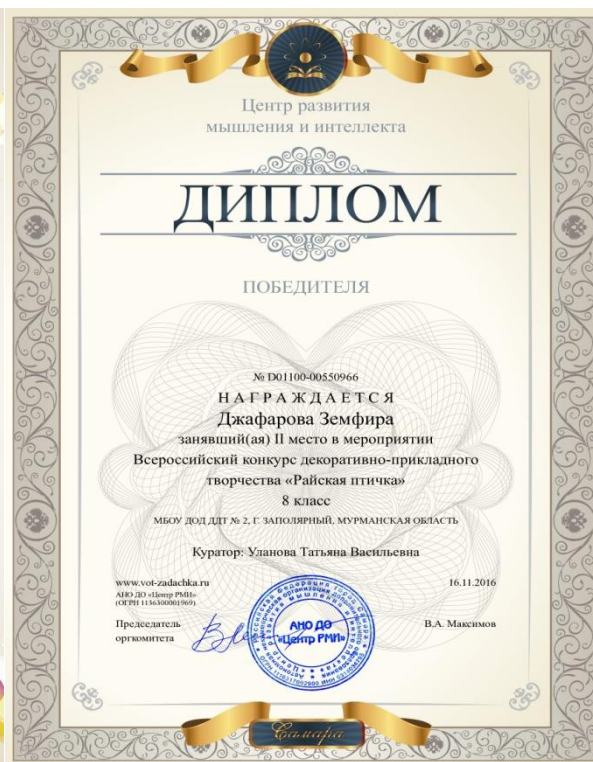 Центр развития
мышления и интеллекта
ДИПЛОМ
ПОБЕДИТЕЛЯ
№ D01100-00550966
НАГРАЖДАЕТСЯ
Джафарова Земфира
занявший(ая) II место в мероприятии
Всероссийский конкурс декоративно-прикладного
творчества «Райская птичка»
8 класс
МБОУ ДОД ДДТ № 2, Г. ЗАПОЛЯРНЫЙ, МУРМАНСКАЯ ОБЛАСТЬ
Куратор: Уланова Татьяна Васильевна
www.vot-zadachka.ru
16.11.2016
АНО ДО «Центр РМИ»
(ОГРН 1136300001969)
Председатель
оргкомитета
В.А. Максимов
АНО ДО
«Центр РМИ»
Самара